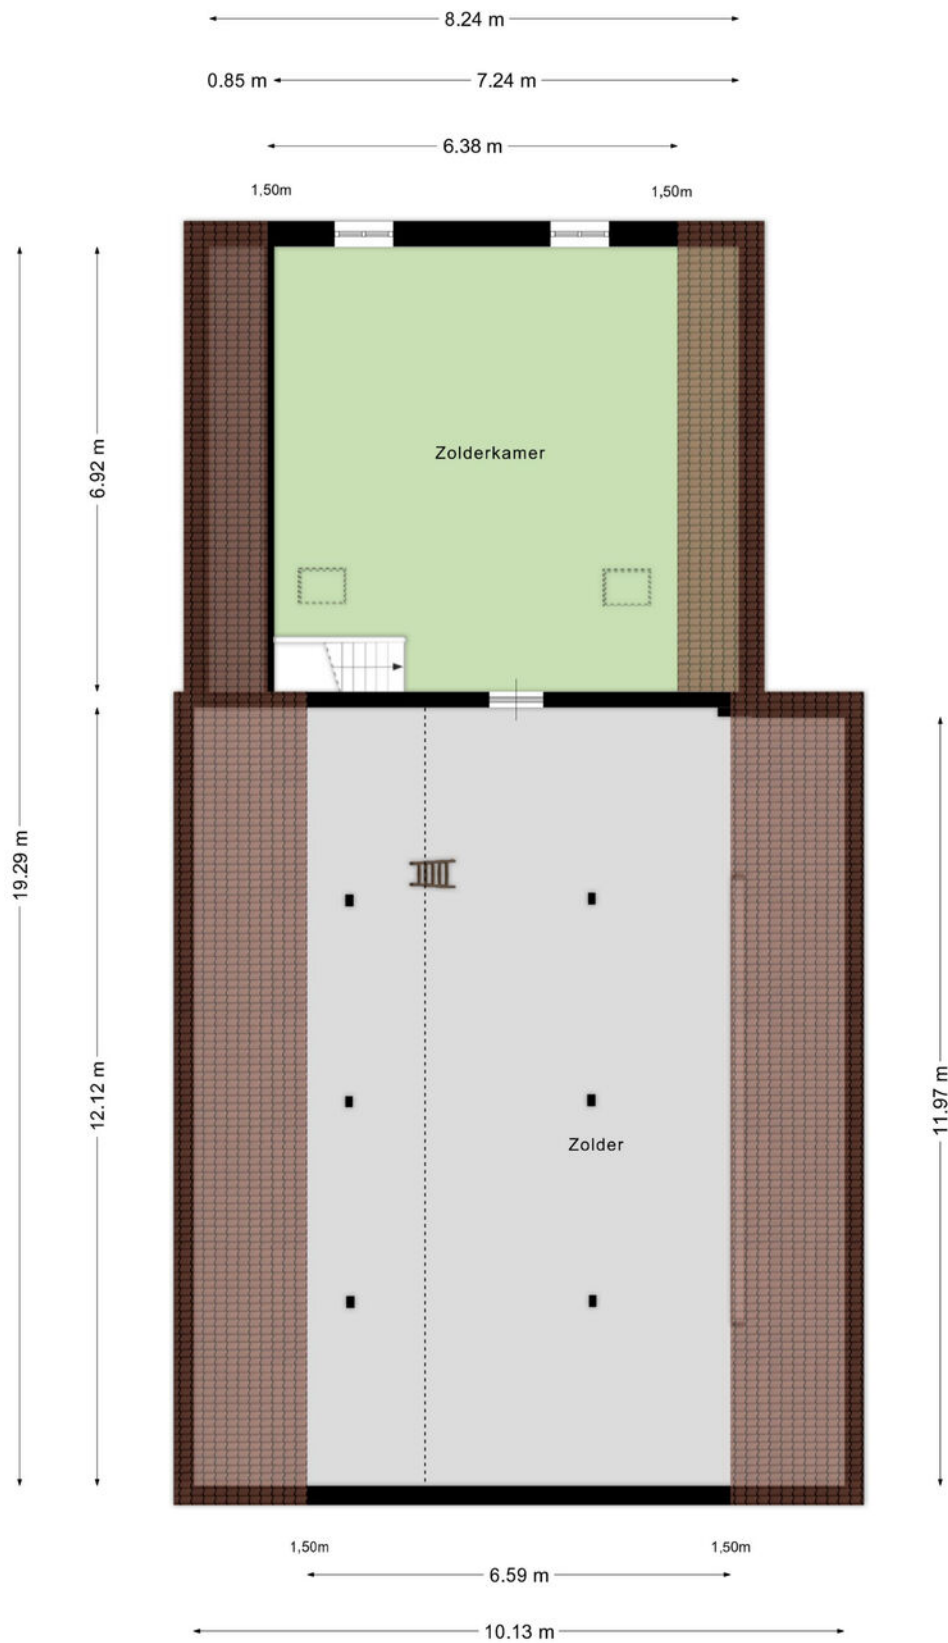 8.24 m
0.85 m 7.24 m
6.38 m
1,50m 1,50m
Zolderkamer
6.92 m
19.29 m
12.12 m
11.97 m
Zolder
1,50m 1,50m
6.59 m
10.13 m